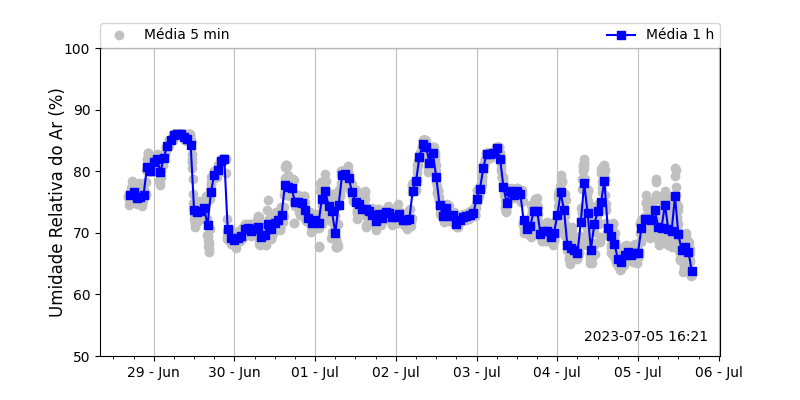 Média 5 min
Média 1 h
Umidade Relativa do Ar (%)
100
90
80
70
60
50
2023-07-05 16:21
29 - Jun
30 - Jun
01 - Jul
02 - Jul
03 - Jul
04 - Jul
05 - Jul
06 - Jul